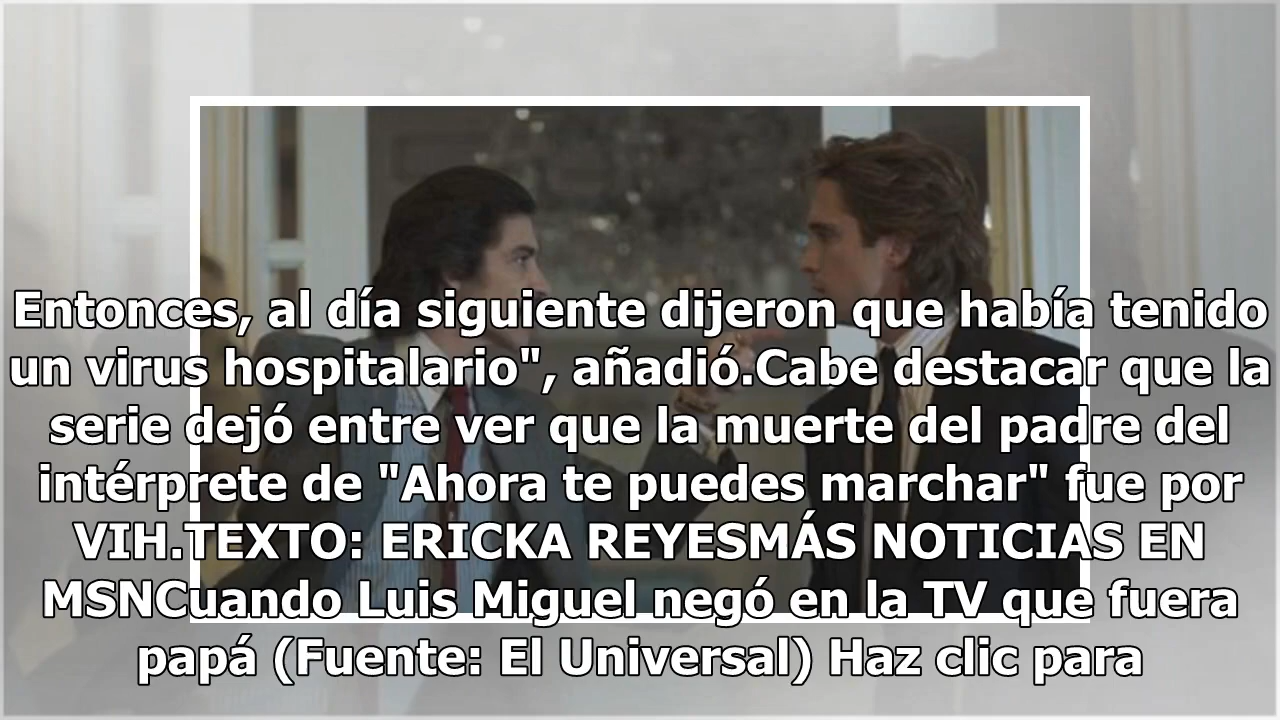 Entonces, al día siguiente dijeron que había tenido
un virus hospitalario", añadió.Cabe destacar que la
serie dejó entre ver que la muerte del padre del
intérprete de "Ahora te puedes marchar" fue por
VIH.TEXTO: ERICKA REYESMÁS NOTICIAS EN
MSNCuando Luis Miguel negó en la TV que fuera
papá (Fuente: El Universal) Haz clic para